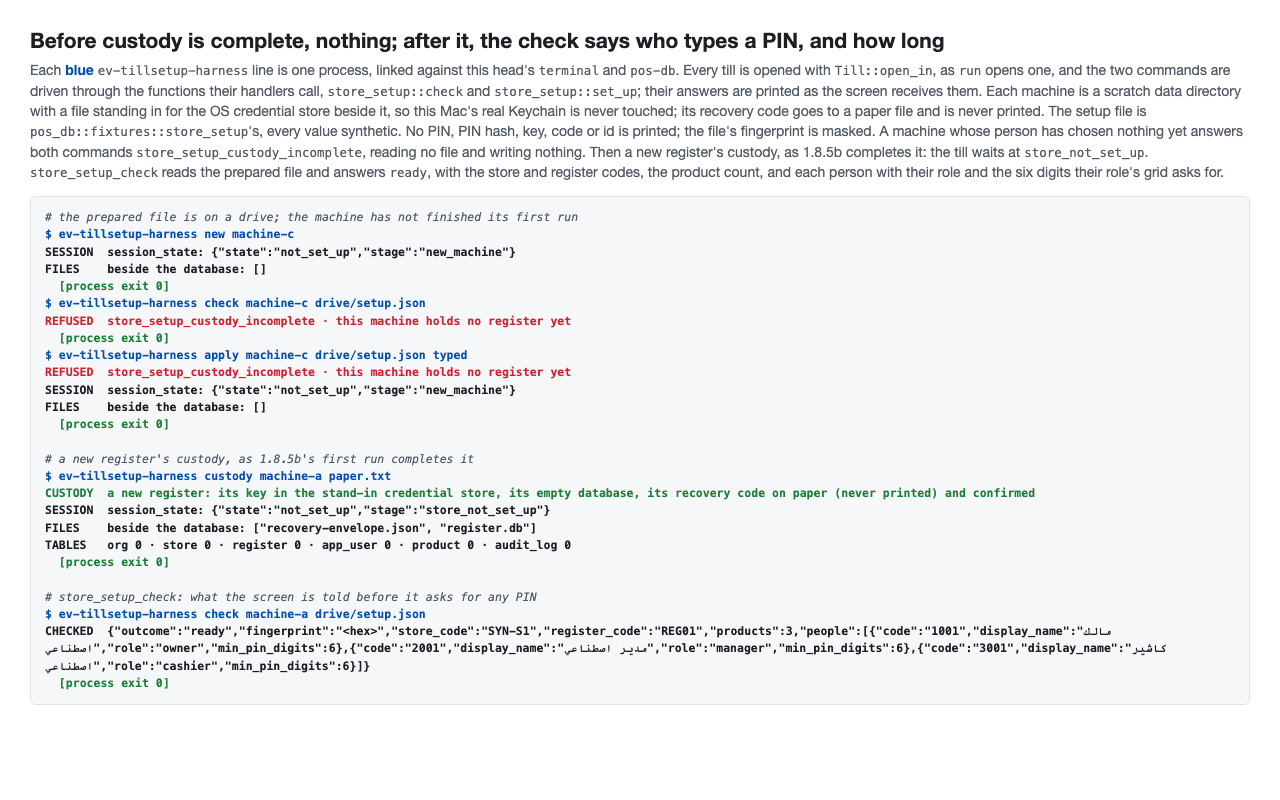 Before custody is complete, nothing; after it, the check says who types a PIN, and how long
Each blue ev-tillsetup-harness line is one process, linked against this head's terminal and pos-db. Every till is opened with Till::open_in, as run opens one, and the two commands are
driven through the functions their handlers call, store_setup::check and store_setup::set_up; their answers are printed as the screen receives them. Each machine is a scratch data directory
with a file standing in for the OS credential store beside it, so this Mac's real Keychain is never touched; its recovery code goes to a paper file and is never printed. The setup file is
pos_db::fixtures::store_setup's, every value synthetic. No PIN, PIN hash, key, code or id is printed; the file's fingerprint is masked. A machine whose person has chosen nothing yet answers
both commands store_setup_custody_incomplete, reading no file and writing nothing. Then a new register's custody, as 1.8.5b completes it: the till waits at store_not_set_up.
store_setup_check reads the prepared file and answers ready, with the store and register codes, the product count, and each person with their role and the six digits their role's grid asks for.
# the prepared file is on a drive; the machine has not finished its first run
$ ev-tillsetup-harness new machine-c
SESSION  session_state: {"state":"not_set_up","stage":"new_machine"}
FILES    beside the database: []
  [process exit 0]
$ ev-tillsetup-harness check machine-c drive/setup.json
REFUSED  store_setup_custody_incomplete · this machine holds no register yet
  [process exit 0]
$ ev-tillsetup-harness apply machine-c drive/setup.json typed
REFUSED  store_setup_custody_incomplete · this machine holds no register yet
SESSION  session_state: {"state":"not_set_up","stage":"new_machine"}
FILES    beside the database: []
  [process exit 0]
# a new register's custody, as 1.8.5b's first run completes it
$ ev-tillsetup-harness custody machine-a paper.txt
CUSTODY  a new register: its key in the stand-in credential store, its empty database, its recovery code on paper (never printed) and confirmed
SESSION  session_state: {"state":"not_set_up","stage":"store_not_set_up"}
FILES    beside the database: ["recovery-envelope.json", "register.db"]
TABLES   org 0 · store 0 · register 0 · app_user 0 · product 0 · audit_log 0
  [process exit 0]
# store_setup_check: what the screen is told before it asks for any PIN
$ ev-tillsetup-harness check machine-a drive/setup.json
CHECKED  {"outcome":"ready","fingerprint":"<hex>","store_code":"SYN-S1","register_code":"REG01","products":3,"people":[{"code":"1001","display_name":"مالك
اصطناعي","role":"owner","min_pin_digits":6},{"code":"2001","display_name":"مدير اصطناعي","role":"manager","min_pin_digits":6},{"code":"3001","display_name":"كاشير
اصطناعي","role":"cashier","min_pin_digits":6}]}
  [process exit 0]